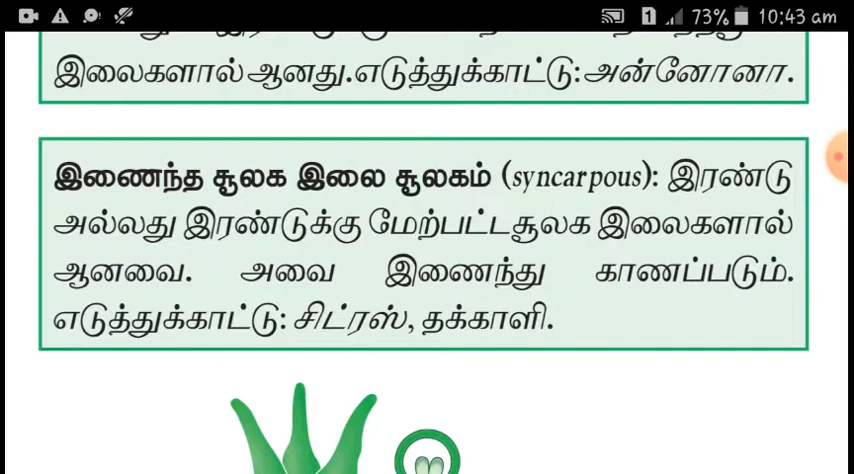 73% 10:43 am
இலைகளால் ஆனது.எடுத்துக்காட்டு: அன்னோனா.
இணைந்த சூலக இலை சூலகம் (syncarpous): இரண்டு
அல்லது இரண்டுக்கு மேற்பட்டசூலக இலைகளால்
ஆனவை. அவை இணைந்து காணப்படும்.
எடுத்துக்காட்டு: சிட்ரஸ், தக்காளி.